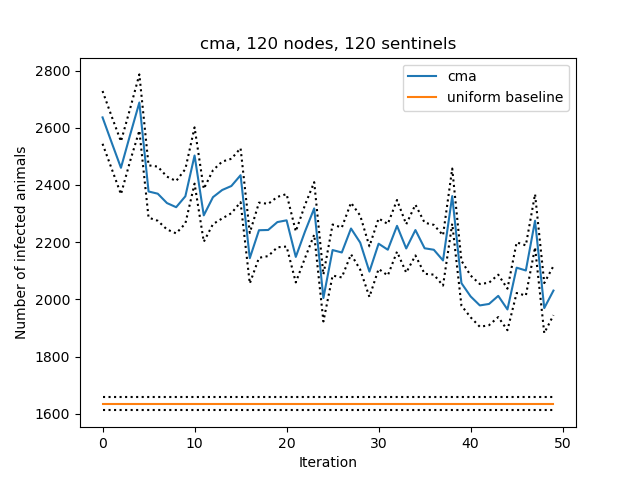 cma, 120 nodes, 120 sentinels
cma
uniform baseline
Number of infected animals
2800
2600
2400
2200
2000
1800
1600
0 10 20 30 40 50
Iteration